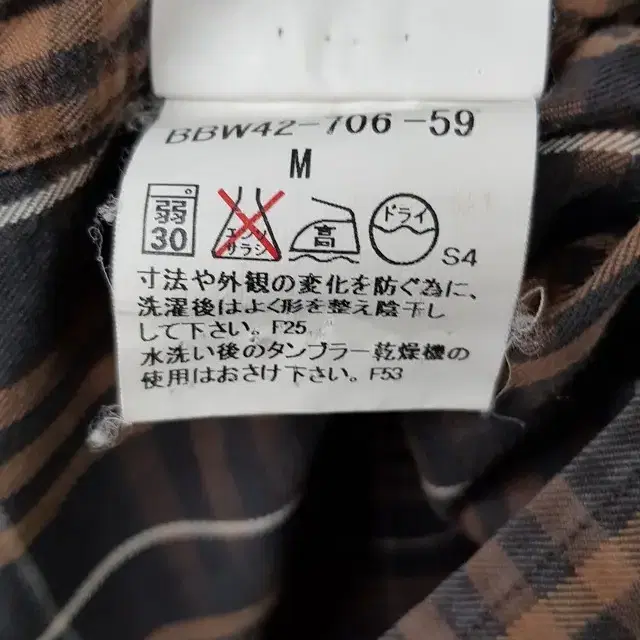 BBW42-706-59
M
弱
30
エンソ
サラシ
高
ドライ
S4
寸法や外観の変化を防ぐ為に、
洗濯後はよく形を整え陰干し
して下さい。F25
水洗い後のタンブラー乾燥機の
使用はおさけ下さい。F53